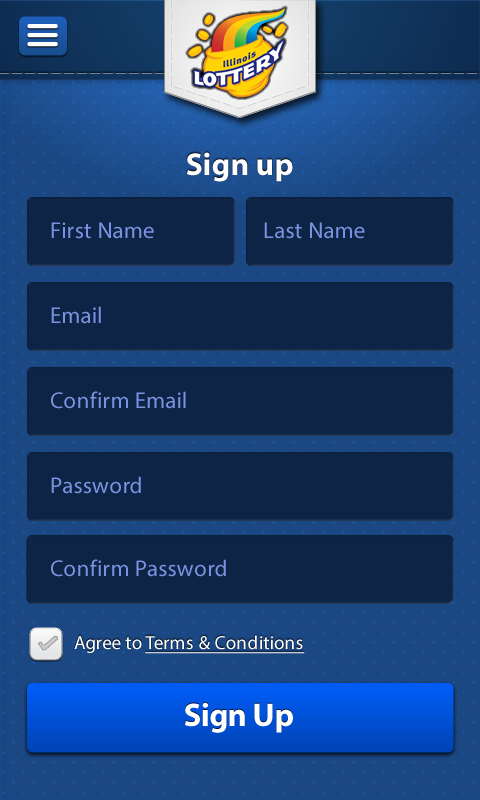 Illinois
LOTTERY
Sign up
First Name Last Name
Email
Confirm Email
Password
Confirm Password
Agree to Terms & Conditions
Sign Up